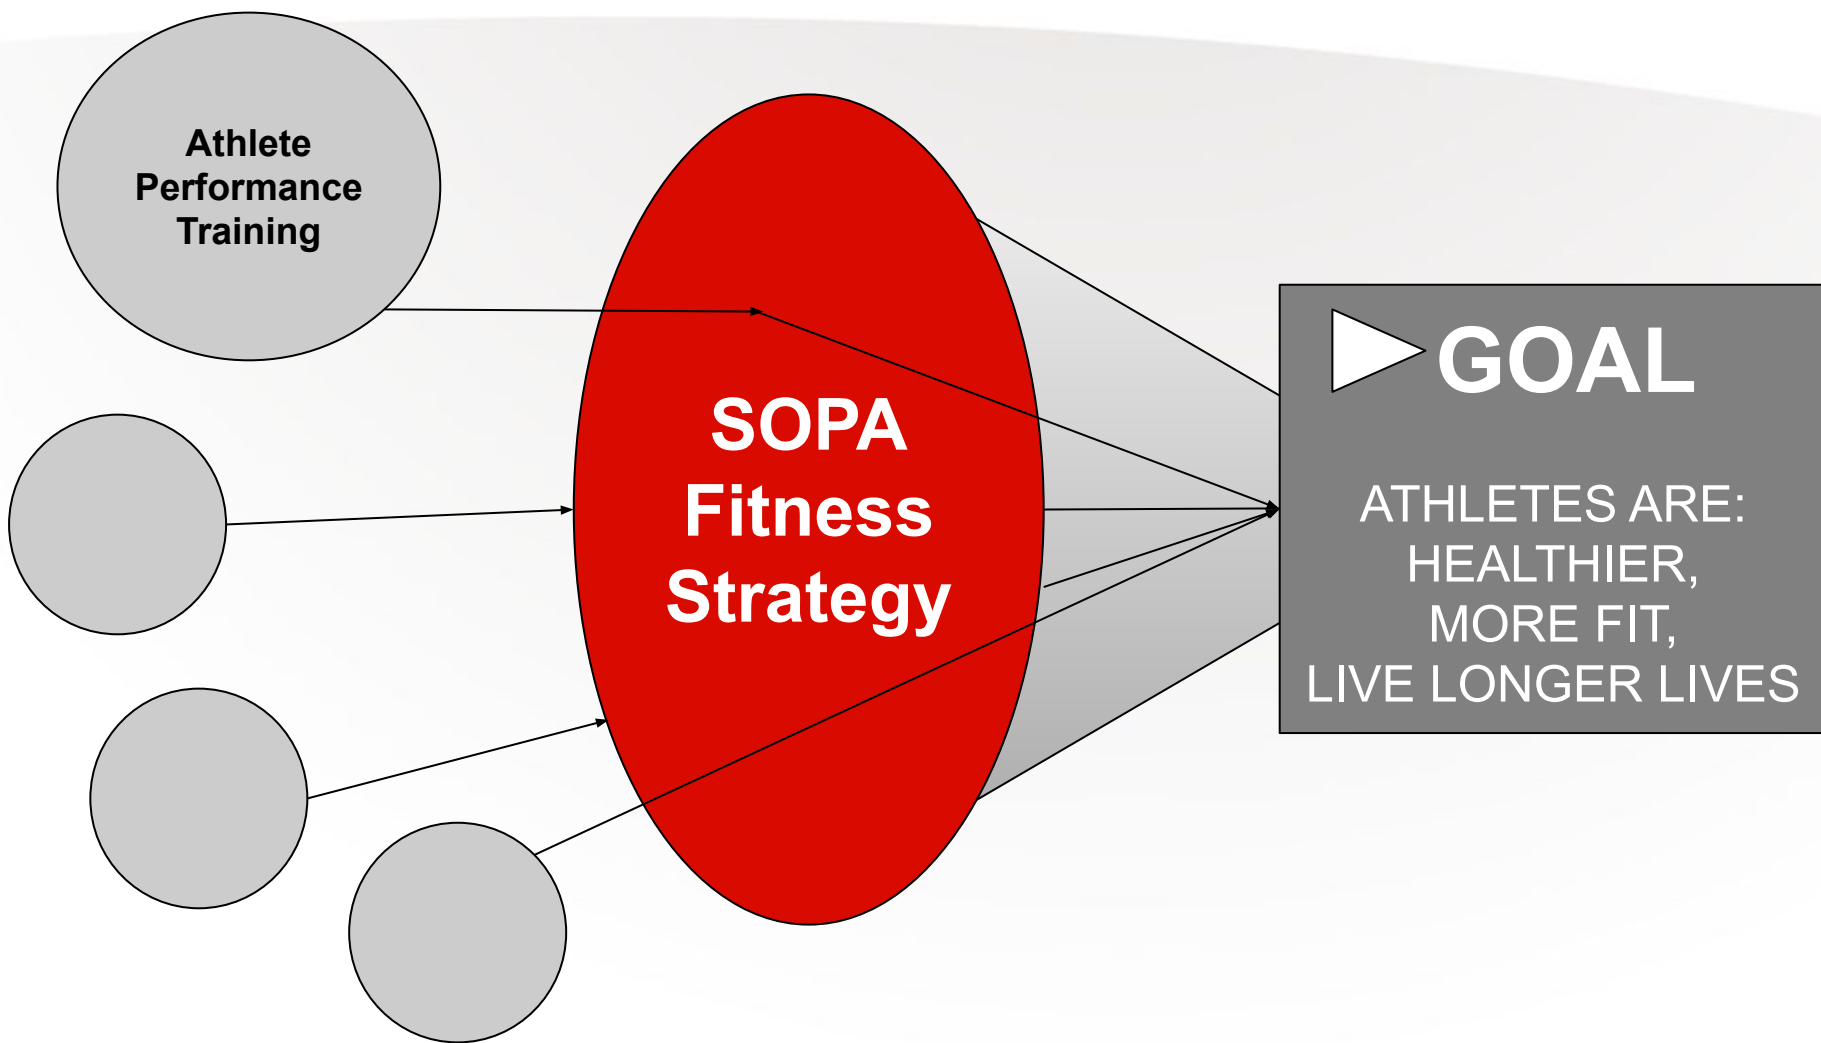 Athlete
Performance
Training
SOPA
Fitness
Strategy
GOAL
ATHLETES ARE:
HEALTHIER,
MORE FIT,
LIVE LONGER LIVES